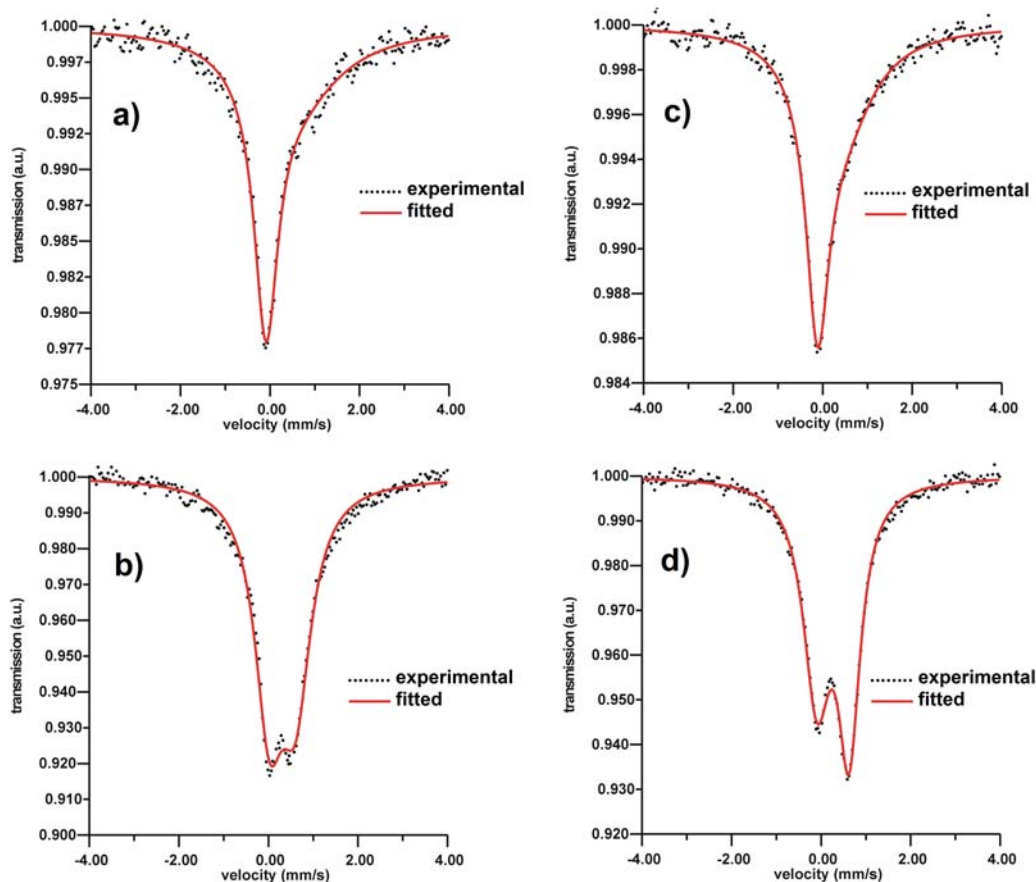 1.000
0.997
0.995
0.992
0.990
0.987
0.985
0.982
0.980
0.977
0.975
transmission (a.u.)
a)
experimental
fitted
-4.00 -2.00 0.00 2.00 4.00
velocity (mm/s)
1.000
0.998
0.996
0.994
0.992
0.990
0.988
0.986
0.984
transmission (a.u.)
c)
experimental
fitted
-4.00 -2.00 0.00 2.00 4.00
velocity (mm/s)
1.000
0.990
0.980
0.970
0.960
0.950
0.940
0.930
0.920
0.910
0.900
transmission (a.u.)
b)
experimental
fitted
-4.00 -2.00 0.00 2.00 4.00
velocity (mm/s)
1.000
0.990
0.980
0.970
0.960
0.950
0.940
0.930
0.920
transmission (a.u.)
d)
experimental
fitted
-4.00 -2.00 0.00 2.00 4.00
velocity (mm/s)